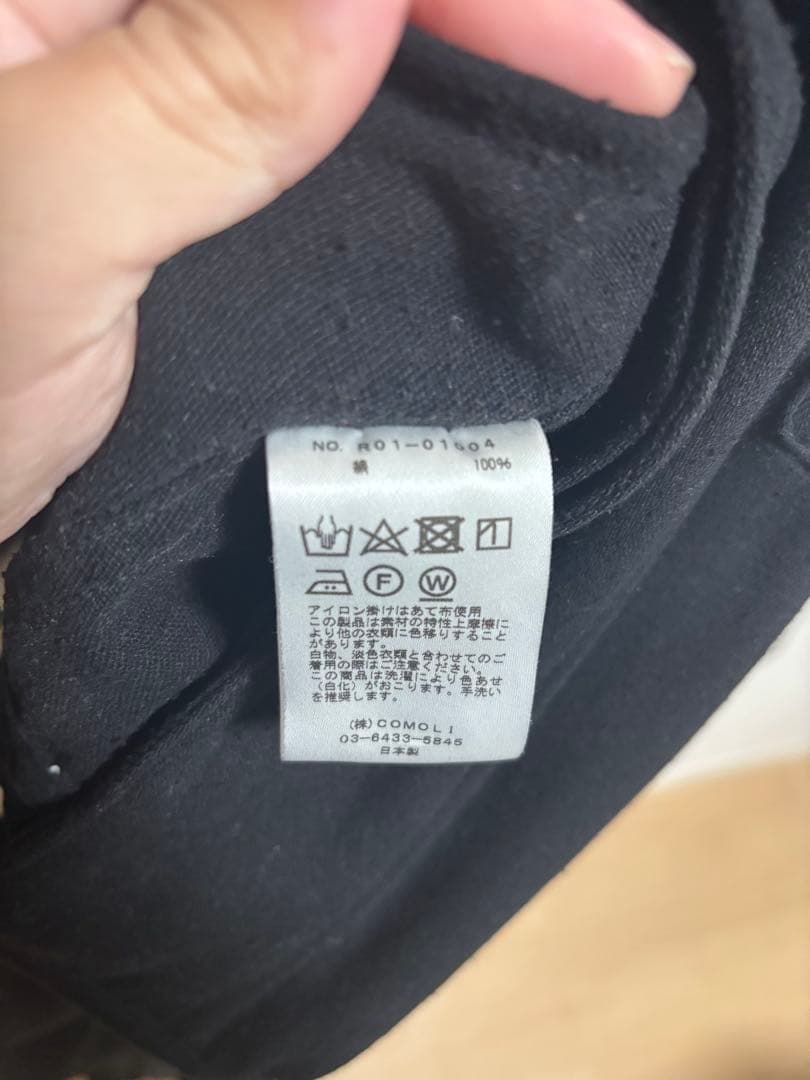 100%
F
W
アイロン掛けはあて布使用
この製品は素材の特性上摩擦に
より他の衣類に色移りすること
があります。
白物、淡色衣類と合わせてのご
着用の際はご注意ください。
この商品は洗濯により色あせ
(白化)がおこります。手洗い
を推奨します。
(株)COMOLI
03-6433-5845
日本製